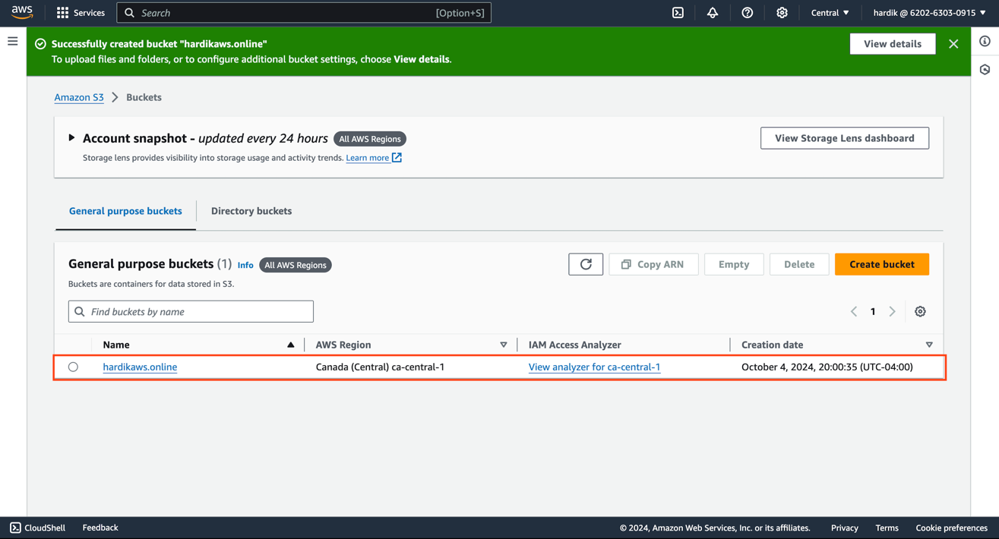 aws Services Search [Option+S] Central hardik @ 6202-6303-0915
Successfully created bucket "hardikaws.online"
To upload files and folders, or to configure additional bucket settings, choose View details.
View details
Amazon S3 Buckets
Account snapshot - updated every 24 hours All AWS Regions
Storage lens provides visibility into storage usage and activity trends. Learn more
View Storage Lens dashboard
General purpose buckets Directory buckets
General purpose buckets (1) Info All AWS Regions
Buckets are containers for data stored in S3.
Copy ARN Empty Delete Create bucket
Find buckets by name
1
Name AWS Region IAM Access Analyzer Creation date
hardikaws.online Canada (Central) ca-central-1 View analyzer for ca-central-1 October 4, 2024, 20:00:35 (UTC-04:00)
CloudShell Feedback © 2024, Amazon Web Services, Inc. or its affiliates. Privacy Terms Cookie preferences